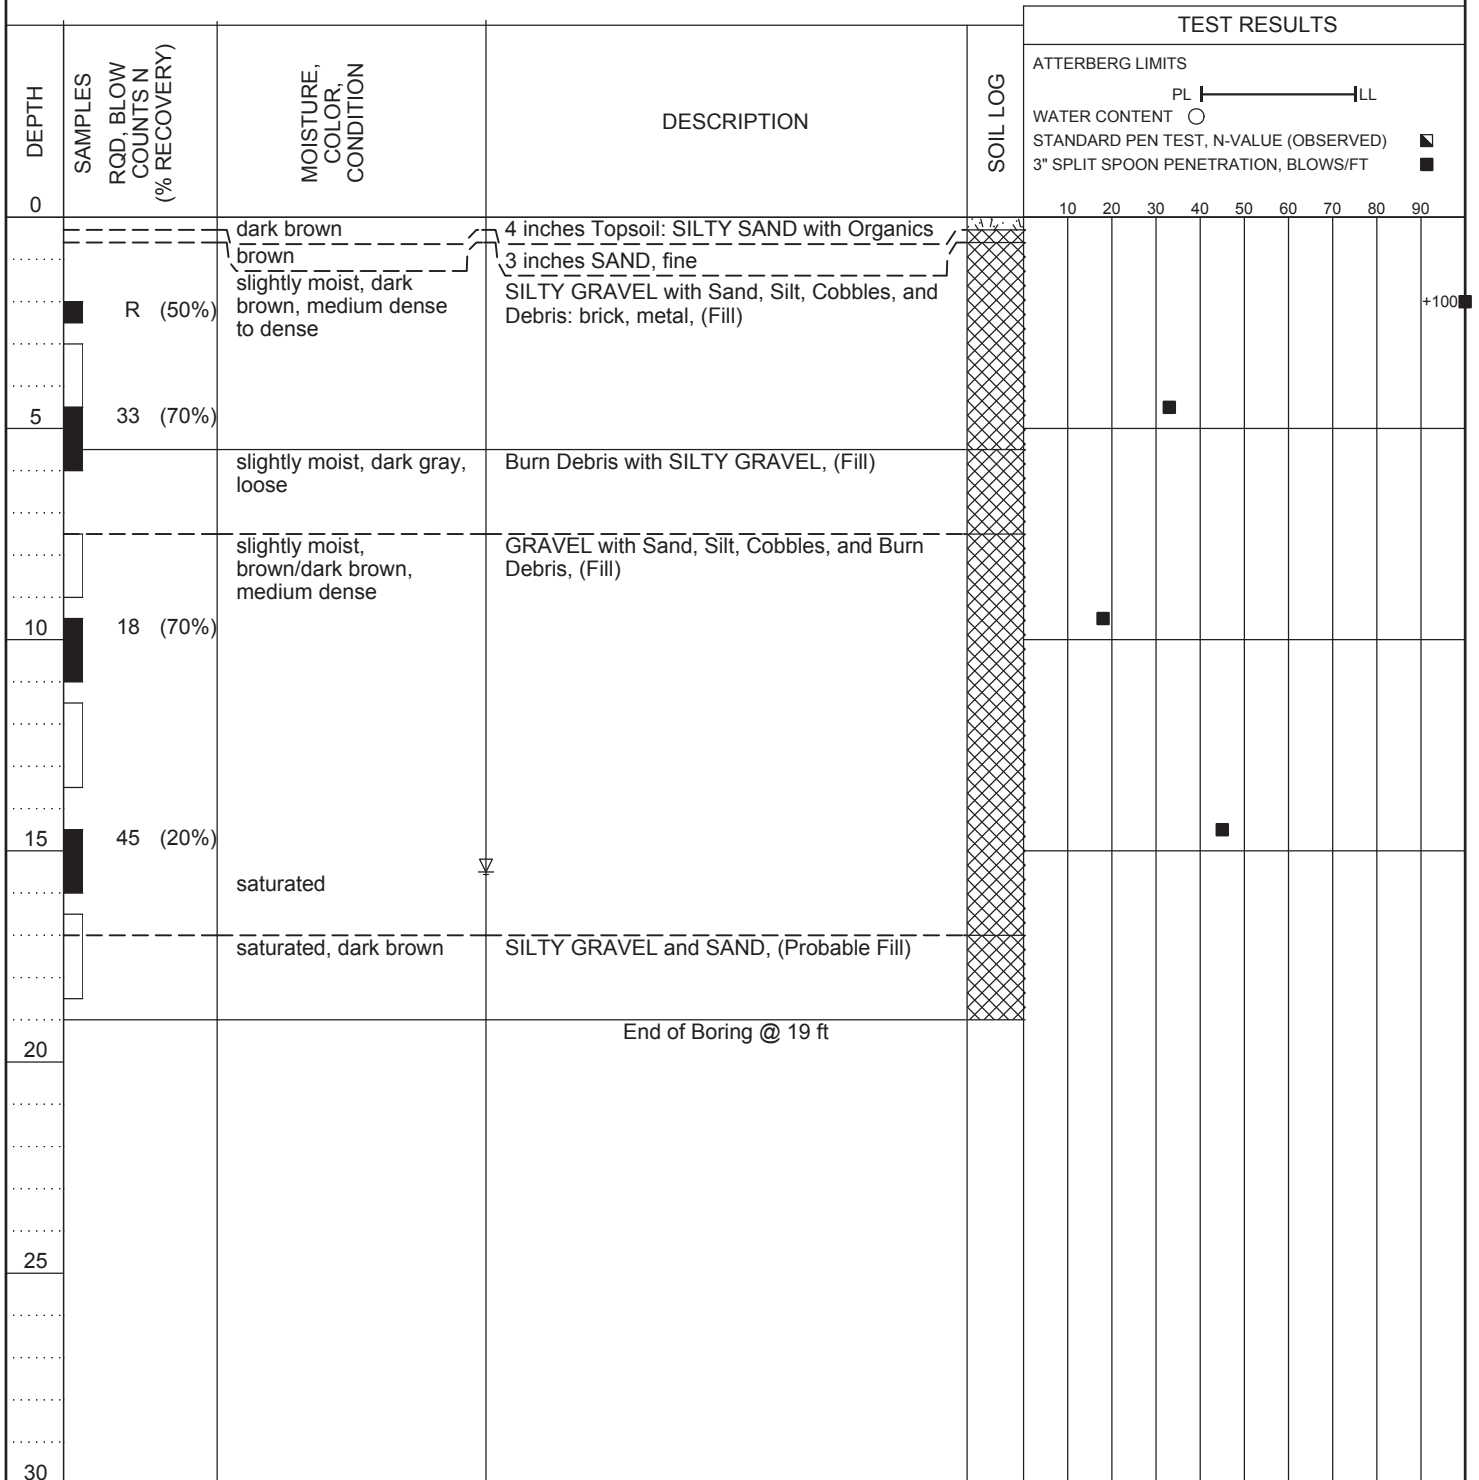 TEST RESULTS
ATTERBERG LIMITS
PL LL
WATER CONTENT
STANDARD PEN TEST, N-VALUE (OBSERVED)
3" SPLIT SPOON PENETRATION, BLOWS/FT
10 20 30 40 50 60 70 80 90
DEPTH
SAMPLES
RQD, BLOW
COUNTS N
(% RECOVERY)
MOISTURE,
COLOR,
CONDITION
DESCRIPTION
SOIL LOG
0
dark brown
4 inches Topsoil: SILTY SAND with Organics
brown
3 inches SAND, fine
slightly moist, dark
brown, medium dense
to dense
SILTY GRAVEL with Sand, Silt, Cobbles, and
Debris: brick, metal, (Fill)
R (50%)
+100
5
33 (70%)
slightly moist, dark gray,
loose
Burn Debris with SILTY GRAVEL, (Fill)
slightly moist,
brown/dark brown,
medium dense
GRAVEL with Sand, Silt, Cobbles, and Burn
Debris, (Fill)
10
18 (70%)
15
45 (20%)
saturated
saturated, dark brown
SILTY GRAVEL and SAND, (Probable Fill)
End of Boring @ 19 ft
20
25
30